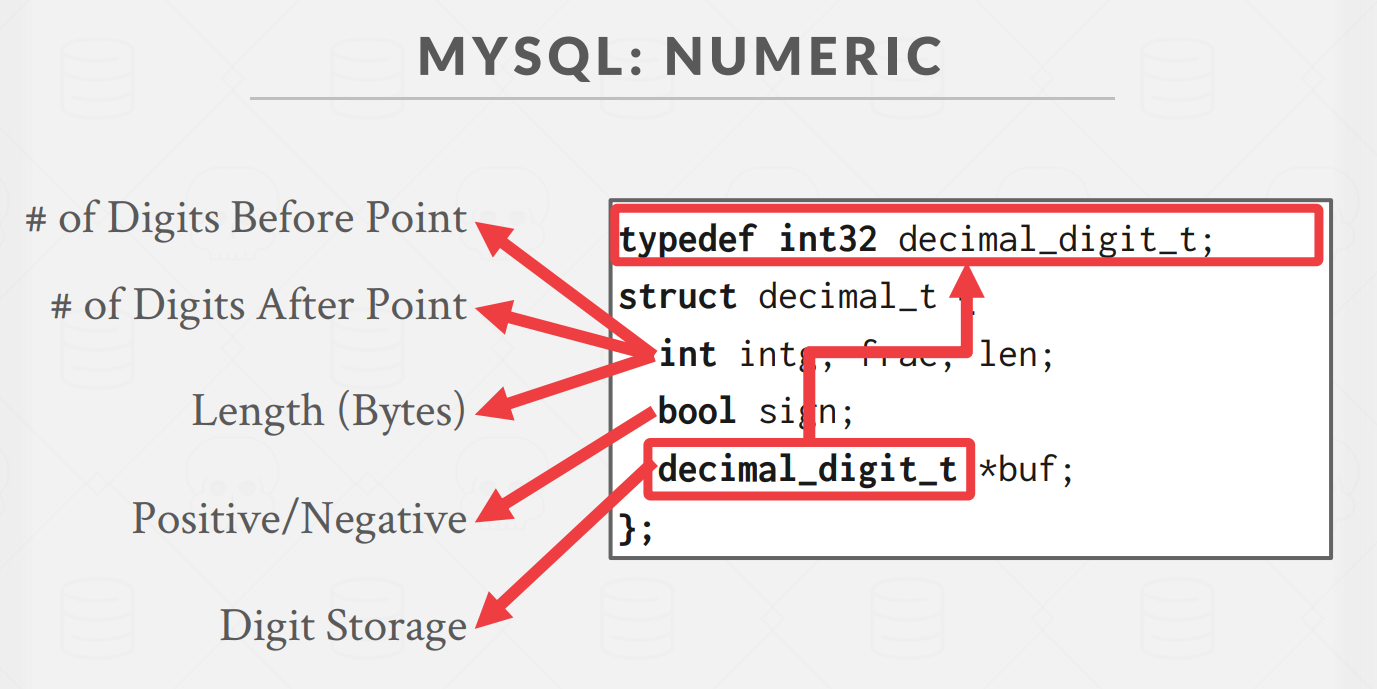 MYSQL: NUMERIC
# of Digits Before Point
# of Digits After Point
Length (Bytes)
Positive/Negative
Digit Storage
typedef int32 decimal_digit_t;
struct decimal_t {
int intg, frac, len;
bool sign;
decimal_digit_t *buf;
};